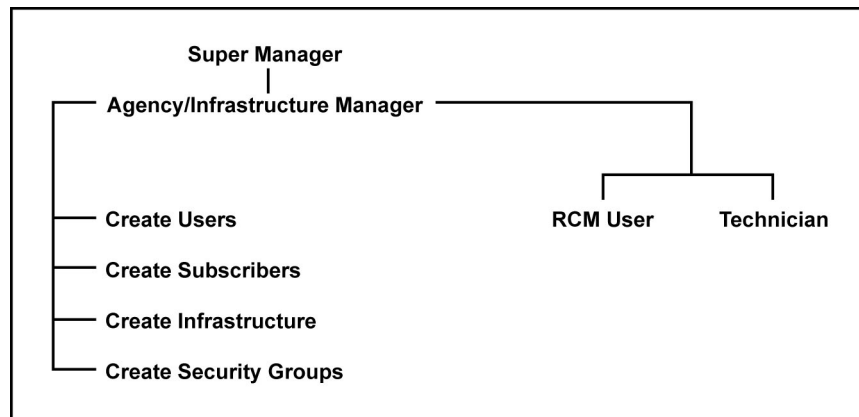 Super Manager
Agency/Infrastructure Manager
Create Users
RCM User
Technician
Create Subscribers
Create Infrastructure
Create Security Groups